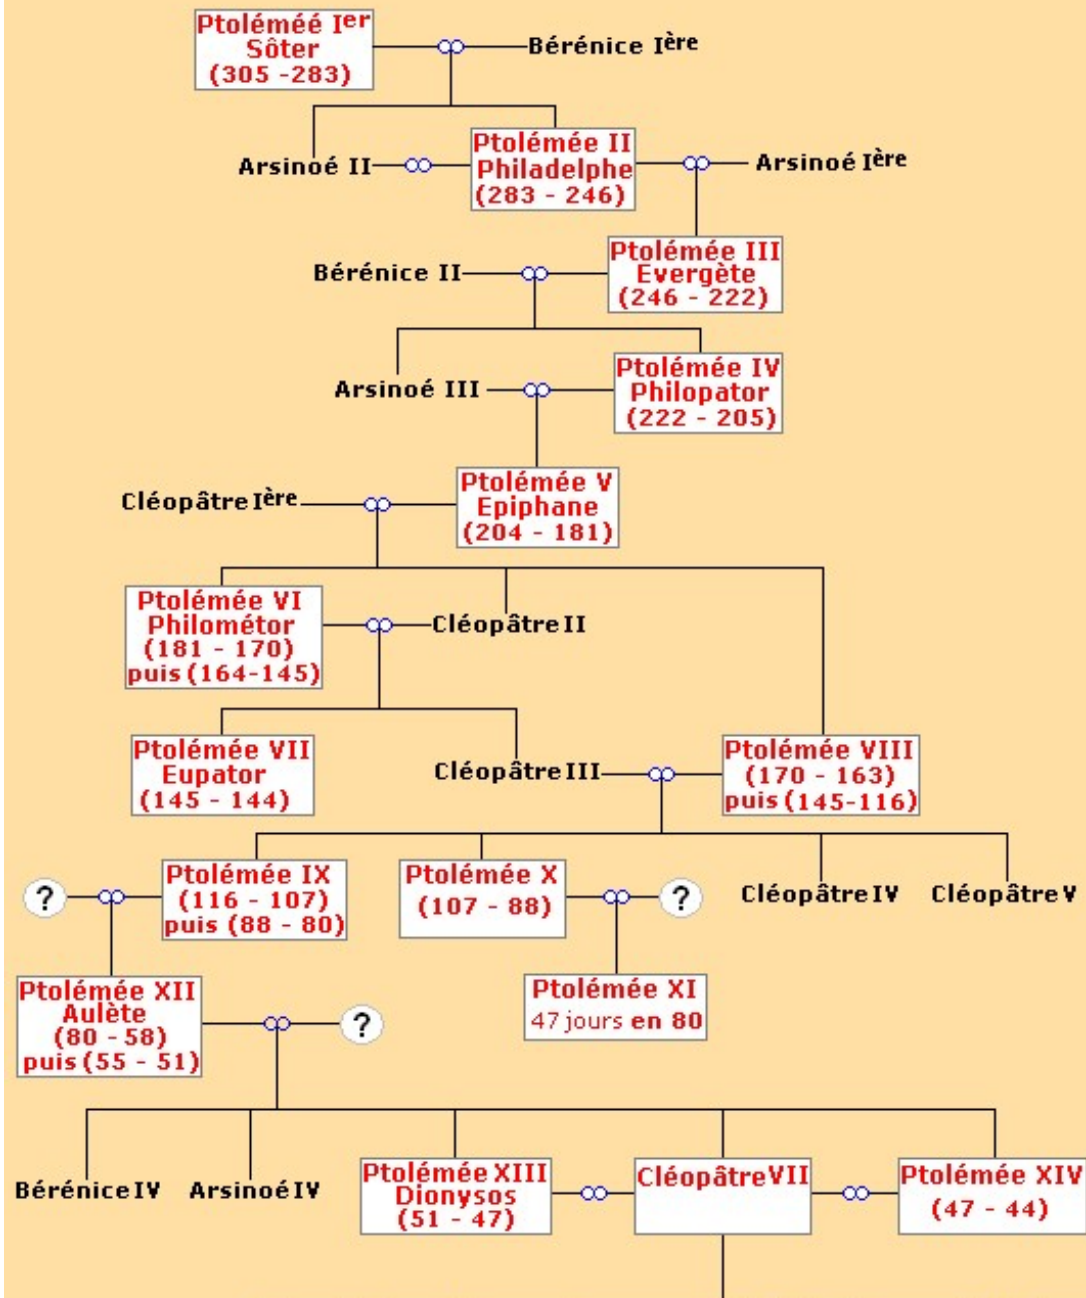 Ptoléméé Ier
Sôter
(305 -283)
Bérénice Ière
Arsinoé II
Ptolémée II
Philadelphe
(283 - 246)
Arsinoé Ière
Bérénice II
Ptolémée III
Evergète
(246 - 222)
Arsinoé III
Ptolémée IV
Philopator
(222 - 205)
Cléopâtre Ière
Ptolémée V
Epiphane
(204 - 181)
Ptolémée VI
Philométor
(181 - 170)
puis (164-145)
Cléopâtre II
Ptolémée VII
Eupator
(145 - 144)
Cléopâtre III
Ptolémée VIII
(170 - 163)
puis (145-116)
?
Ptolémée IX
(116 - 107)
puis (88 - 80)
Ptolémée X
(107 - 88)
?
Cléopâtre IV
Cléopâtre V
Ptolémée XII
Aulète
(80 - 58)
puis (55 - 51)
?
Ptolémée XI
47 jours en 80
Bérénice IV
Arsinoé IV
Ptolémée XIII
Dionysos
(51 - 47)
Cléopâtre VII
Ptolémée XIV
(47 - 44)